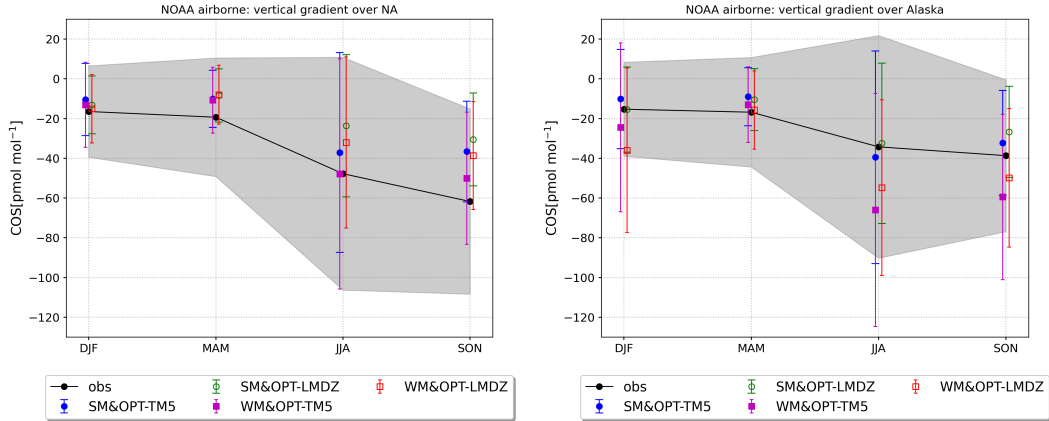 NOAA airborne: vertical gradient over NA
COS[pmol mol⁻¹]
20
0
−20
−40
−60
−80
−100
−120
DJF MAM JJA SON
obs SM&OPT-LMDZ WM&OPT-LMDZ
SM&OPT-TM5 WM&OPT-TM5
NOAA airborne: vertical gradient over Alaska
COS[pmol mol⁻¹]
20
0
−20
−40
−60
−80
−100
−120
DJF MAM JJA SON
obs SM&OPT-LMDZ WM&OPT-LMDZ
SM&OPT-TM5 WM&OPT-TM5